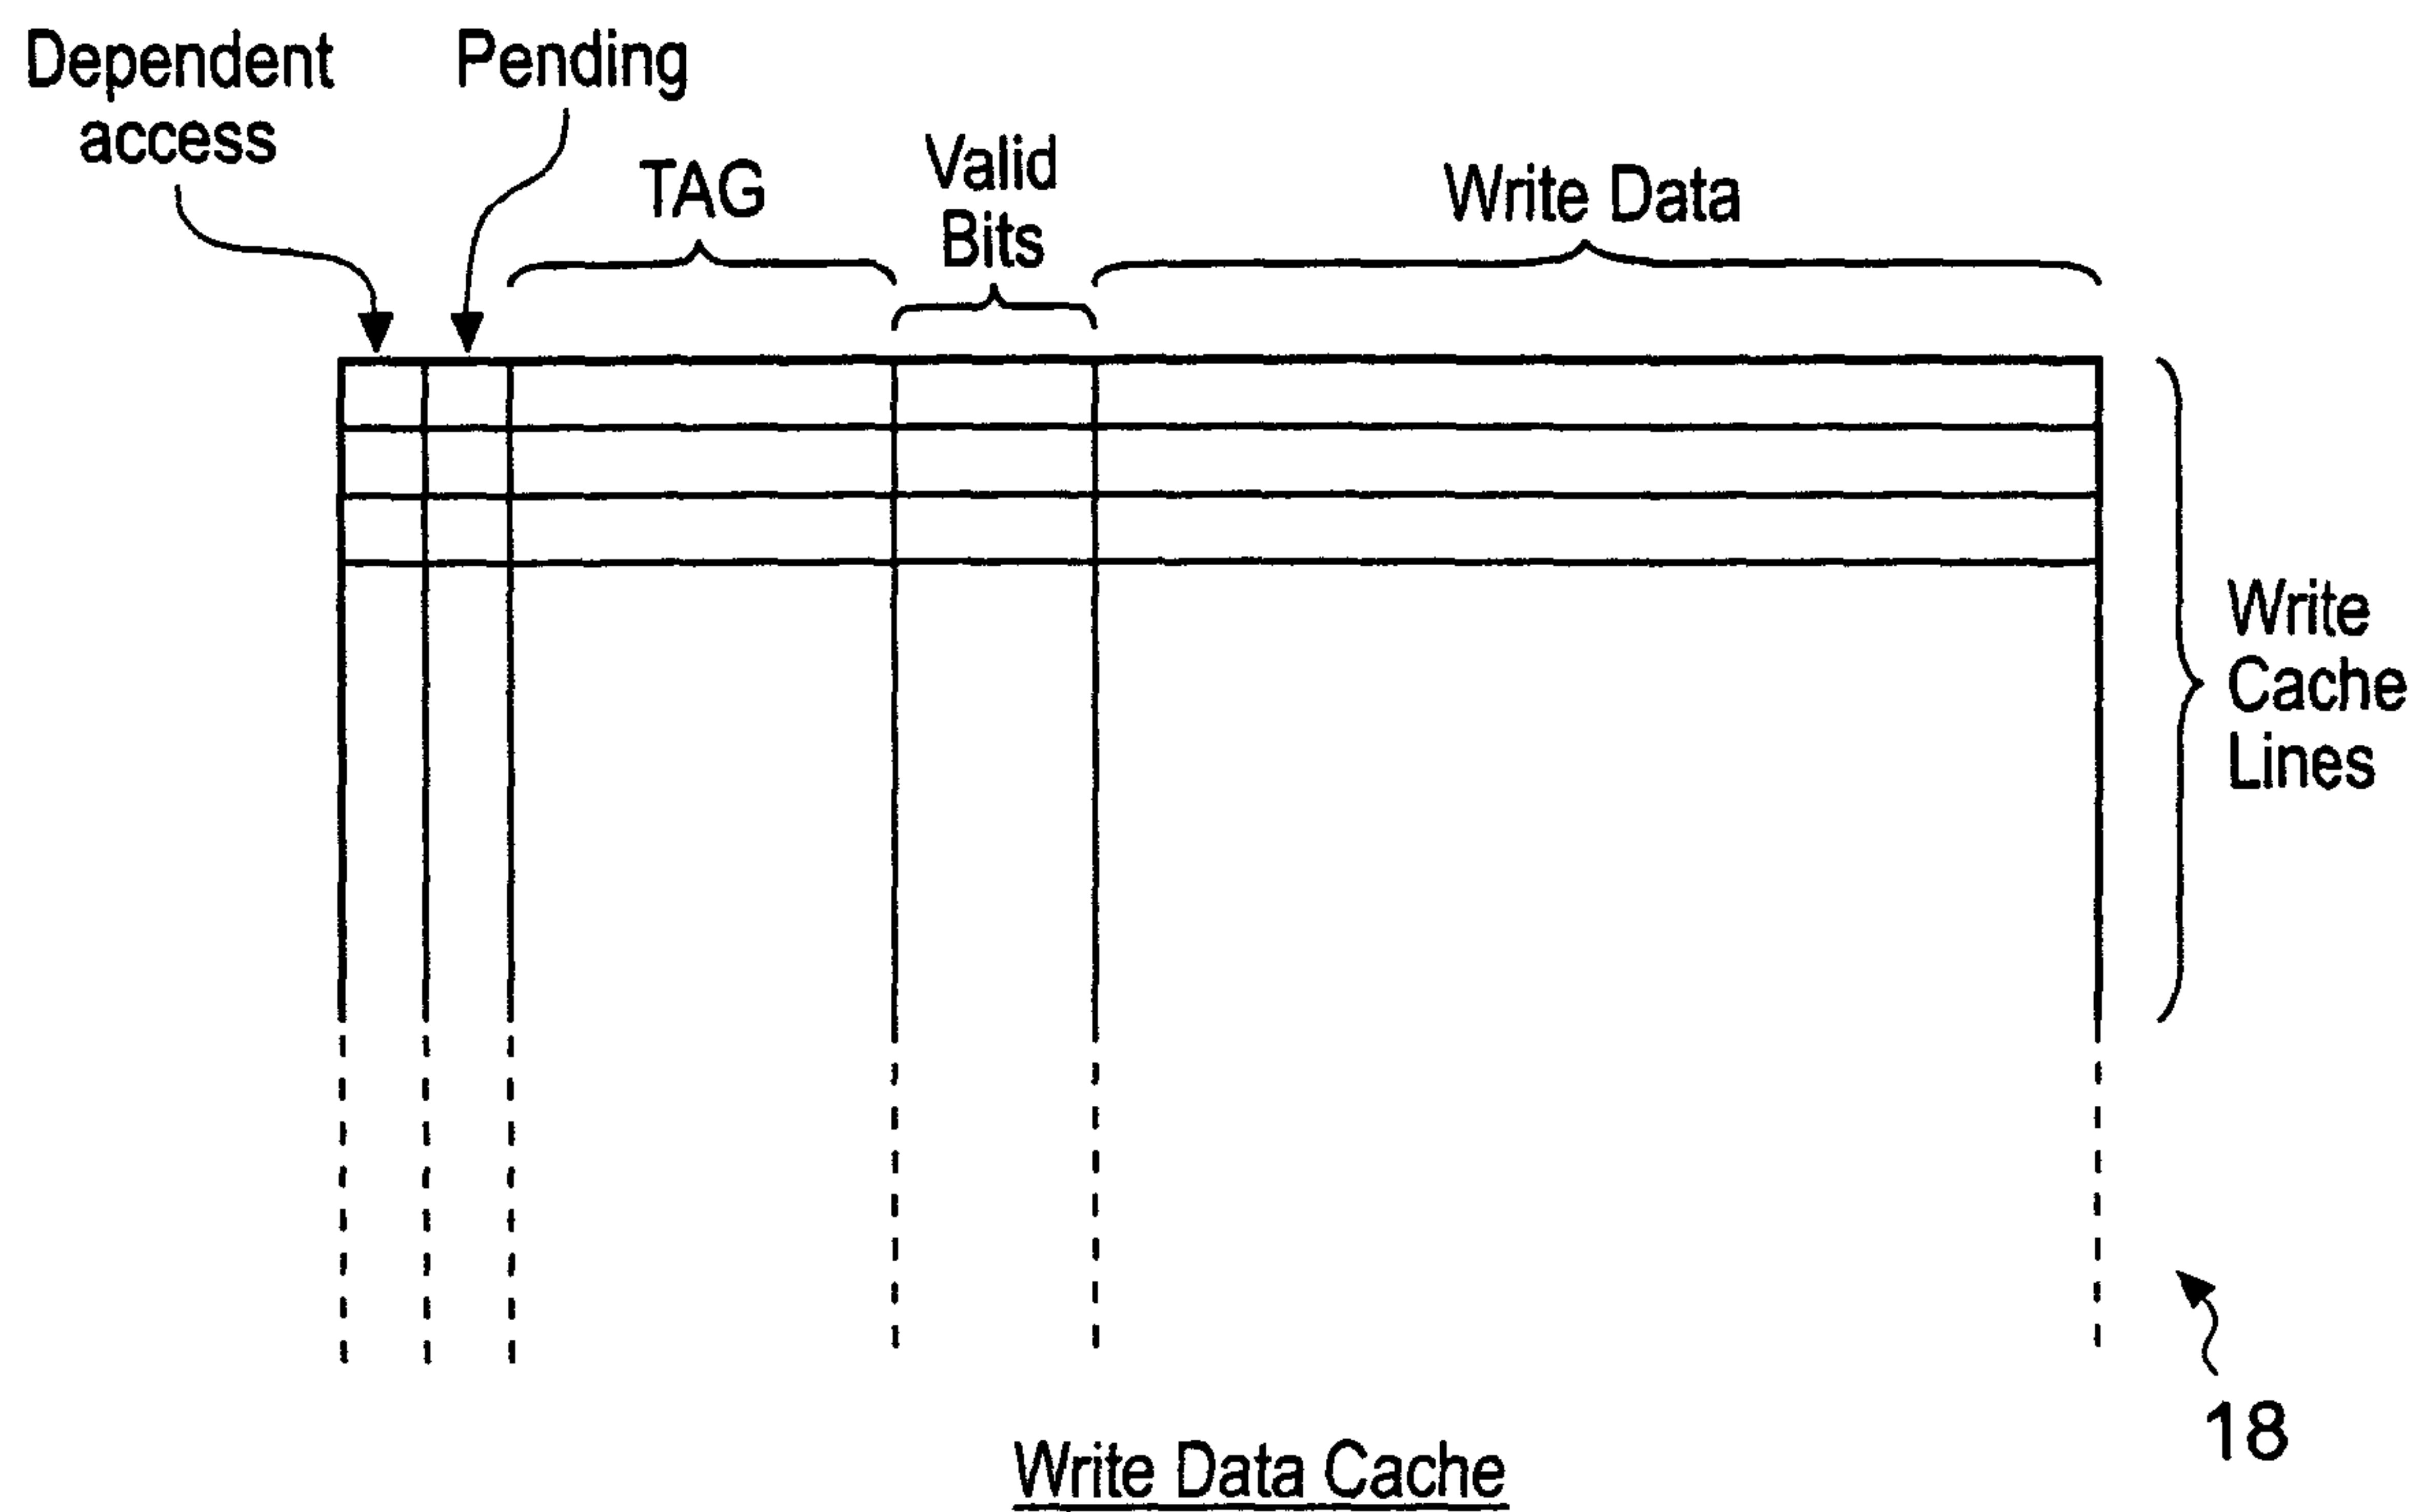 Dependent
access
Pending
TAG
Valid
Bits
Write Data
Write
Cache
Lines
18
Write Data Cache